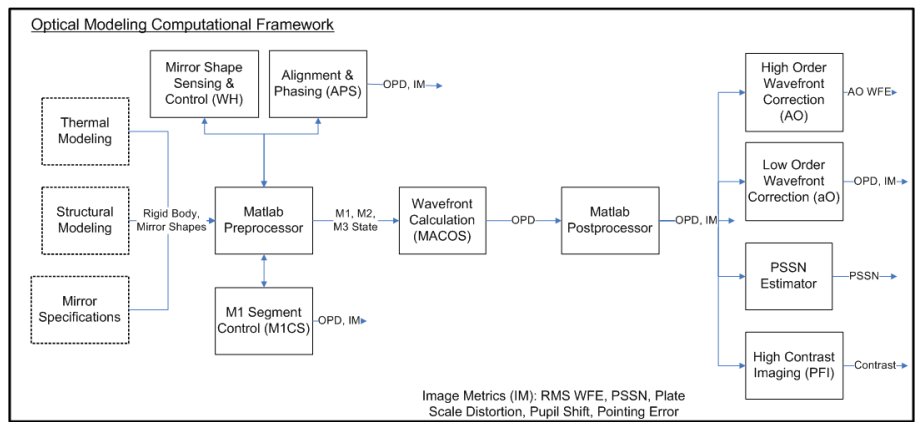 Optical Modeling Computational Framework
Mirror Shape
Sensing &
Control (WH)
Alignment &
Phasing (APS)
OPD, IM
Thermal
Modeling
Structural
Modeling
Mirror
Specifications
Rigid Body,
Mirror Shapes
Matlab
Preprocessor
M1, M2,
M3 State
Wavefront
Calculation
(MACOS)
OPD
Matlab
Postprocessor
OPD, IM
M1 Segment
Control (M1CS)
OPD, IM
High Order
Wavefront
Correction
(AO)
AO WFE
Low Order
Wavefront
Correction (aO)
OPD, IM
PSSN
Estimator
PSSN
High Contrast
Imaging (PFI)
Contrast
Image Metrics (IM): RMS WFE, PSSN, Plate
Scale Distortion, Pupil Shift, Pointing Error